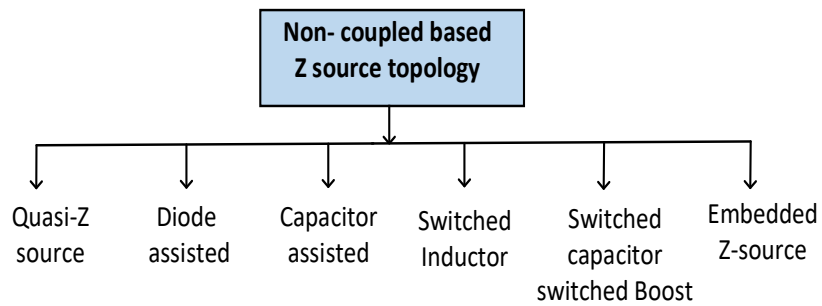 Non- coupled based
Z source topology
Quasi-Z
source
Diode
assisted
Capacitor
assisted
Switched
Inductor
Switched
capacitor
switched Boost
Embedded
Z-source